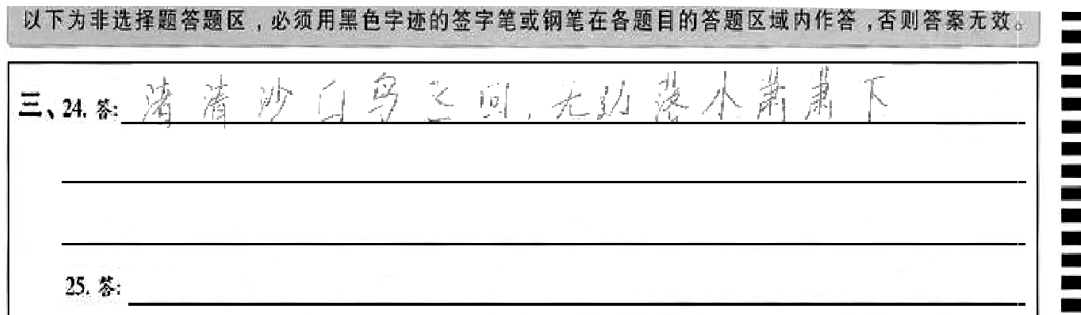 以下为非选择题答题区，必须用黑色字迹的签字笔或钢笔在各题目的答题区域内作答，否则答案无效。
三、24. 答: 渚清沙白鸟之回,无边落小萧萧下
25. 答: